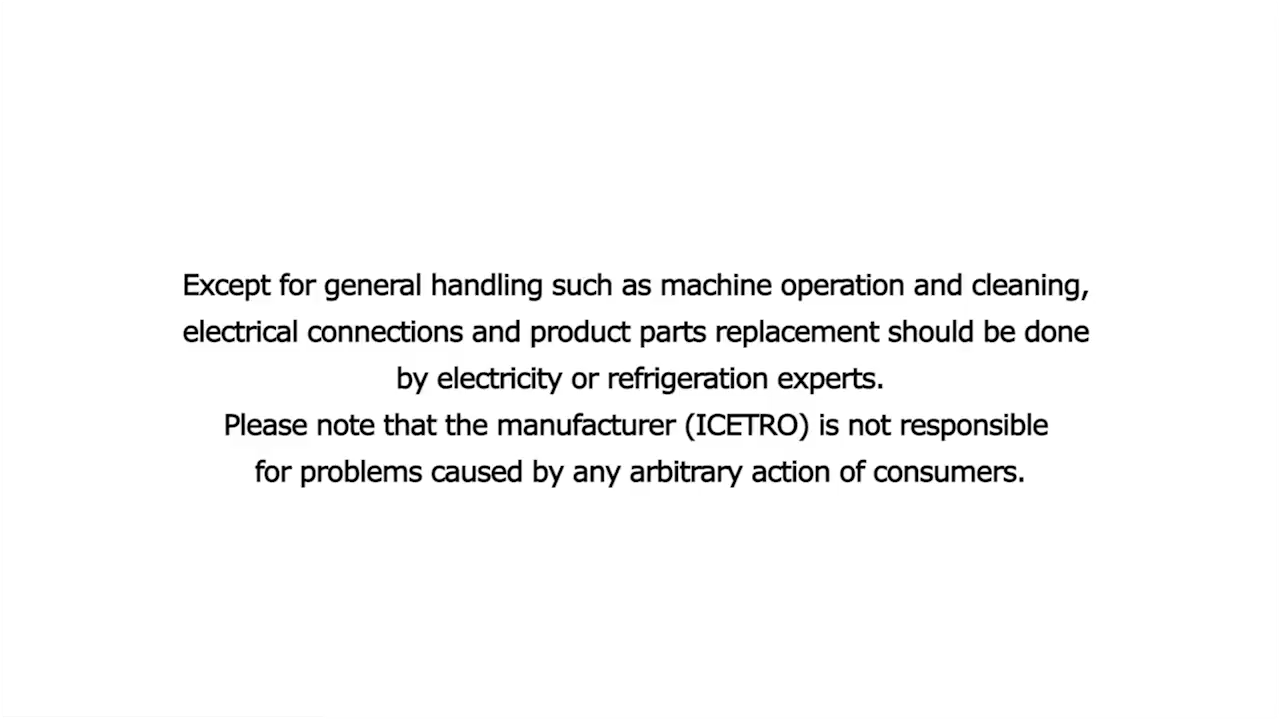 Except for general handling such as machine operation and cleaning,
electrical connections and product parts replacement should be done
by electricity or refrigeration experts.
Please note that the manufacturer (ICETRO) is not responsible
for problems caused by any arbitrary action of consumers.